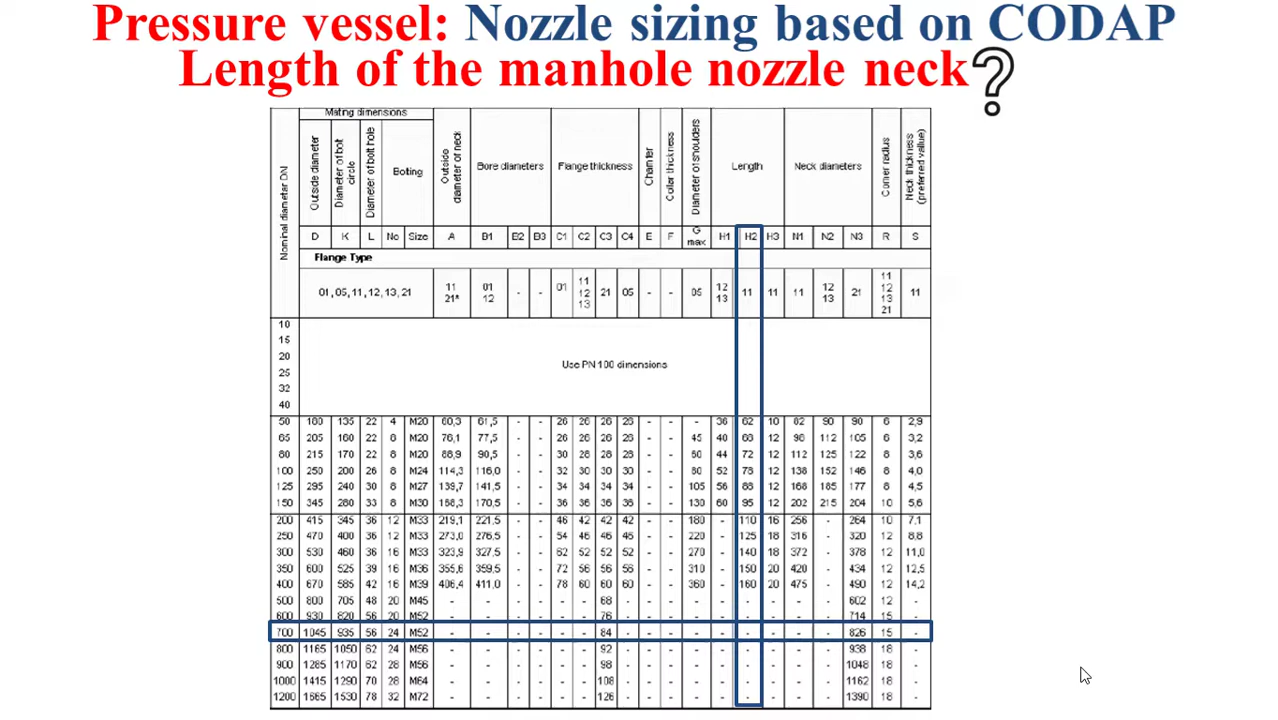 Pressure vessel: Nozzle sizing based on CODAP
Length of the manhole nozzle neck?
Nominal diameter DN Mating dimensions Outside diameter of neck Bore diameters Flange thickness Chamfer Collar thickness Diameter of shoulders Length Neck diameters Corner radius Neck thickness (preferred value)
Outside diameter Diameter of bolt circle Diameter of bolt hole Bolting
D K L No Size A B1 B2 B3 C1 C2 C3 C4 E F G max H1 H2 H3 N1 N2 N3 R S
Flange Type
01, 05, 11, 12, 13, 21 11 21* 01 12 - - 01 11 12 13 21 05 - - 05 12 13 11 11 11 12 13 21 11 12 13 21 11
10
15
20
Use PN 100 dimensions
25
32
40
50 180 135 22 4 M20 60,3 61,5 - - 26 26 26 26 - - - 36 62 10 82 90 90 6 2,9
65 205 160 22 8 M20 76,1 77,5 - - 26 26 26 26 - - 45 40 68 12 98 112 105 6 3,2
80 215 170 22 8 M20 88,9 90,5 - - 30 28 28 28 - - 60 44 72 12 112 125 122 8 3,6
100 250 200 26 8 M24 114,3 116,0 - - 32 30 30 30 - - 80 52 78 12 138 152 146 8 4,0
125 295 240 30 8 M27 139,7 141,5 - - 34 34 34 34 - - 105 56 88 12 168 185 177 8 4,5
150 345 280 33 8 M30 168,3 170,5 - - 36 36 36 36 - - 130 60 95 12 202 215 204 10 5,6
200 415 345 36 12 M33 219,1 221,5 - - 46 42 42 42 - - 180 - 110 16 256 - 264 10 7,1
250 470 400 36 12 M33 273,0 276,5 - - 54 46 46 46 - - 220 - 125 18 316 - 320 12 8,8
300 530 460 36 16 M33 323,9 327,5 - - 62 52 52 52 - - 270 - 140 18 372 - 378 12 11,0
350 600 525 39 16 M36 355,6 359,5 - - 72 56 56 56 - - 310 - 150 20 420 - 434 12 12,5
400 670 585 42 16 M39 406,4 411,0 - - 78 60 60 60 - - 360 - 160 20 475 - 490 12 14,2
500 800 705 48 20 M45 - - - - - - 68 - - - - - - - - - 602 12 -
600 930 820 56 20 M52 - - - - - - 76 - - - - - - - - - 714 15 -
700 1045 935 56 24 M52 - - - - - - 84 - - - - - - - - - 826 15 -
800 1165 1050 62 24 M56 - - - - - - 92 - - - - - - - - - 938 18 -
900 1285 1170 62 28 M56 - - - - - - 98 - - - - - - - - - 1048 18 -
1000 1415 1290 70 28 M64 - - - - - - 108 - - - - - - - - - 1162 18 -
1200 1665 1530 78 32 M72 - - - - - - 126 - - - - - - - - - 1390 18 -